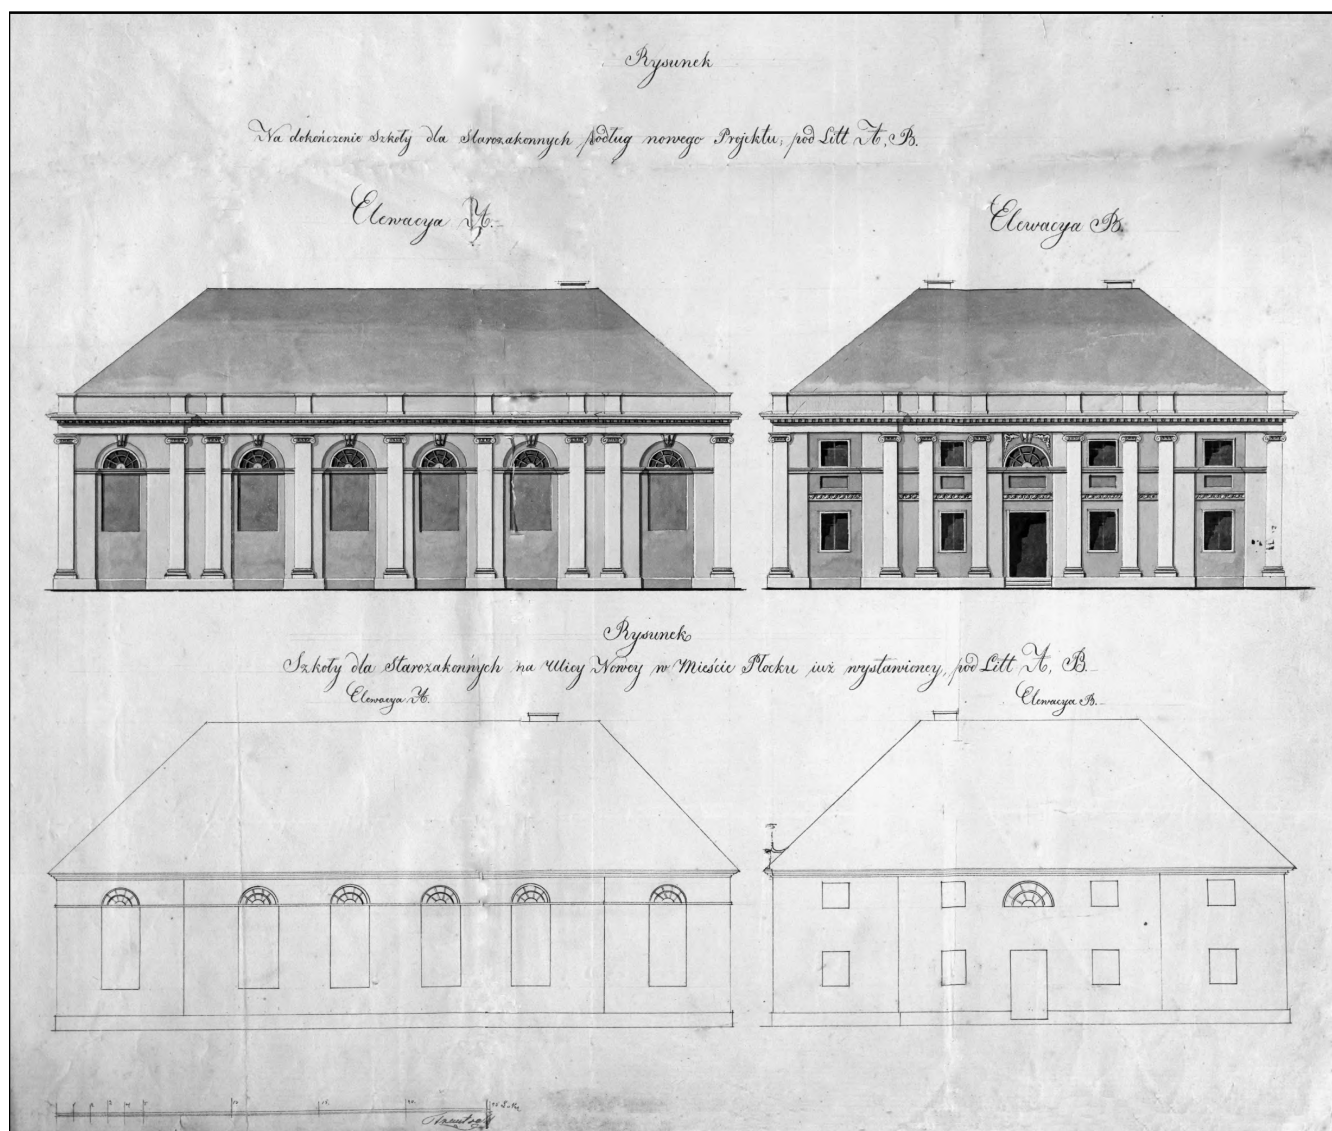 Rysunek
Na dokończenie Szkoły dla Starozakonnych podług nowego Projektu, pod Litt A, B.
Elewacya A.
Elewacya B.
Rysunek
Szkoły dla Starozakonnych na Ulicy Nowey w Mieście Płocku iuż wystawioney, pod Litt A, B
Elewacya A.
Elewacya B.